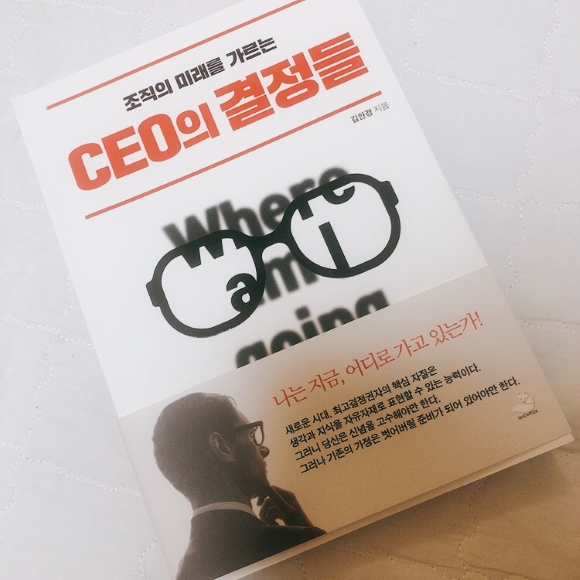 조직의 미래를 가르는
CEO의 결정들
김한경 지음
Where
am I
going
나는 지금, 어디로 가고 있는가!
새로운 시대, 최고결정권자의 핵심 자질은
생각과 지식을 자유자재로 표현할 수 있는 능력이다.
그러니 당신은 신념을 고수해야만 한다.
그러나 기존의 가정은 벗어버릴 준비가 되어 있어야만 한다.